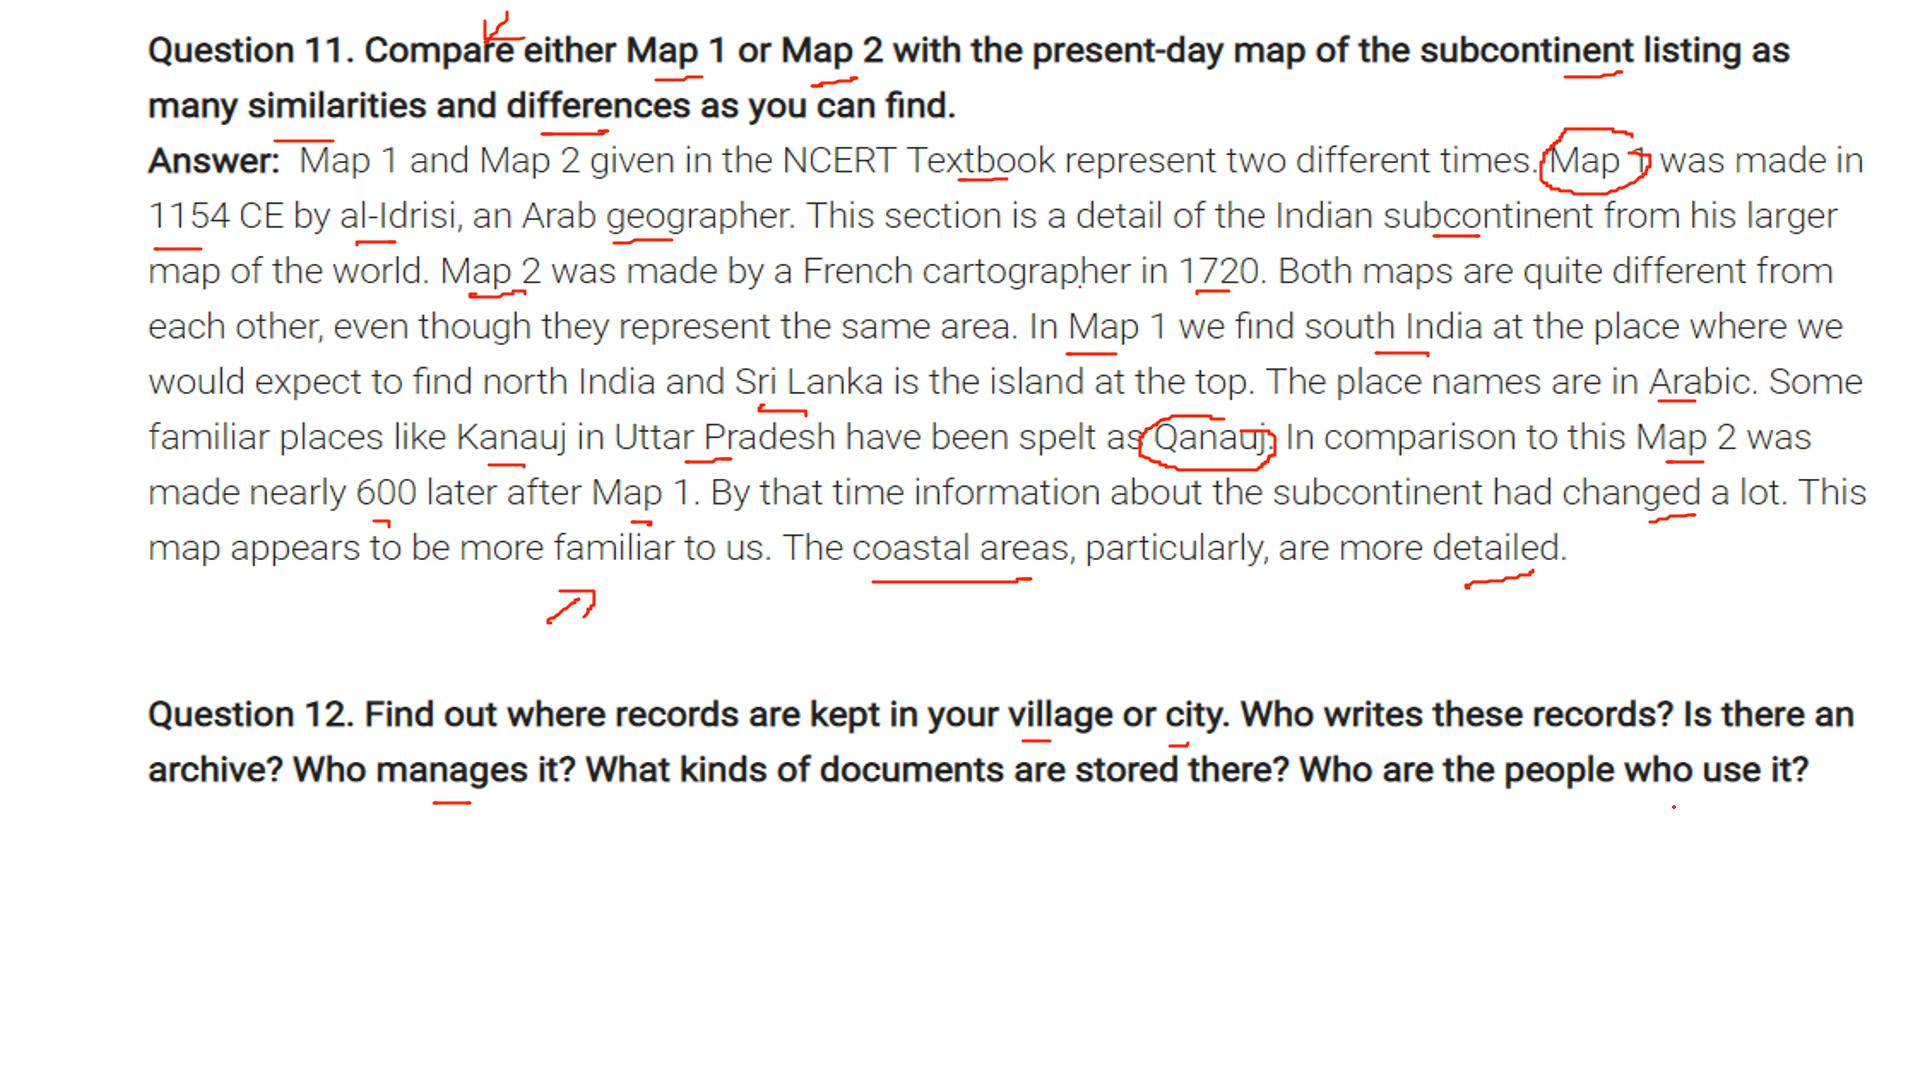 Question 11. Compare either Map 1 or Map 2 with the present-day map of the subcontinent listing as
many similarities and differences as you can find.
Answer: Map 1 and Map 2 given in the NCERT Textbook represent two different times. Map 1 was made in
1154 CE by al-Idrisi, an Arab geographer. This section is a detail of the Indian subcontinent from his larger
map of the world. Map 2 was made by a French cartographer in 1720. Both maps are quite different from
each other, even though they represent the same area. In Map 1 we find south India at the place where we
would expect to find north India and Sri Lanka is the island at the top. The place names are in Arabic. Some
familiar places like Kanauj in Uttar Pradesh have been spelt as Qanauj. In comparison to this Map 2 was
made nearly 600 later after Map 1. By that time information about the subcontinent had changed a lot. This
map appears to be more familiar to us. The coastal areas, particularly, are more detailed.
Question 12. Find out where records are kept in your village or city. Who writes these records? Is there an
archive? Who manages it? What kinds of documents are stored there? Who are the people who use it?